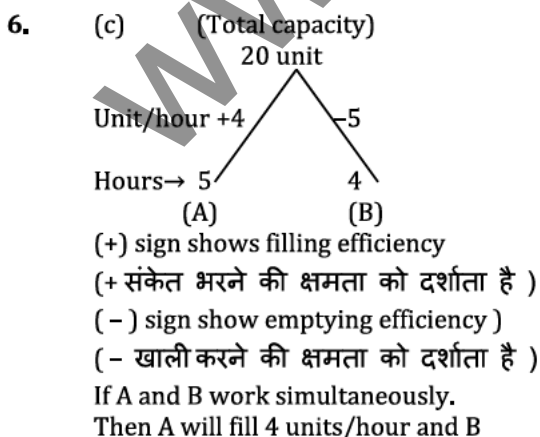 6. (c) (Total capacity)
20 unit
Unit/hour +4 –5
Hours→ 5 4
(A) (B)
(+) sign shows filling efficiency
(+ संकेत भरने की क्षमता को दर्शाता है )
( – ) sign show emptying efficiency )
( – खाली करने की क्षमता को दर्शाता है )
If A and B work simultaneously.
Then A will fill 4 units/hour and B